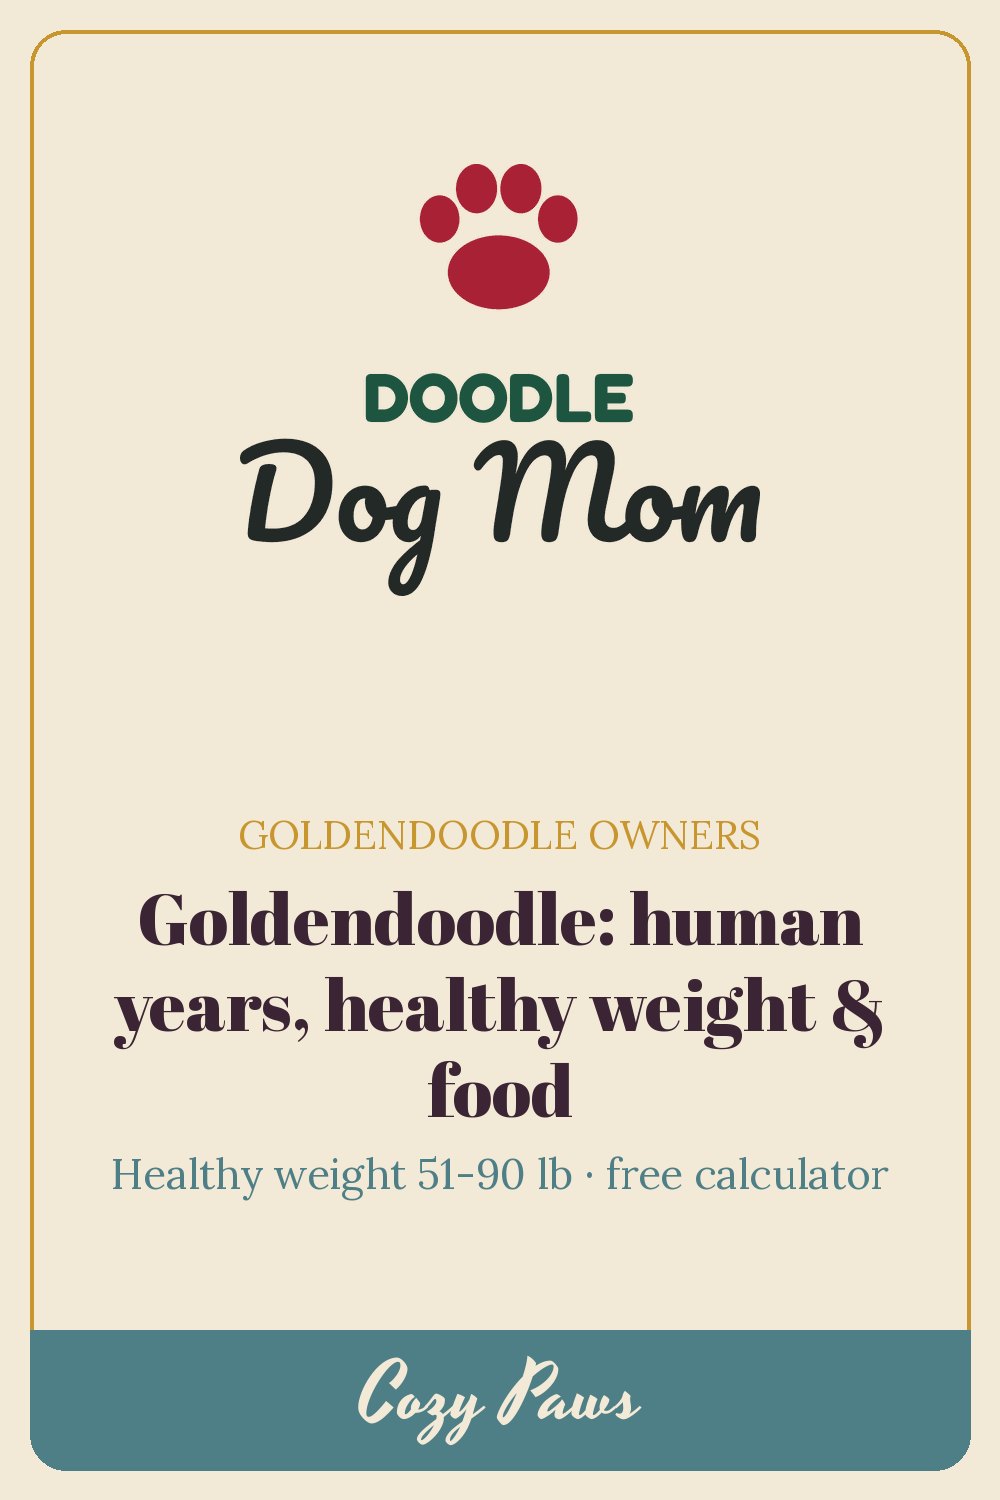 DOODLE
Dog Mom
GOLDENDOODLE OWNERS
Goldendoodle: human
years, healthy weight &
food
Healthy weight 51-90 lb · free calculator
Cozy Paws